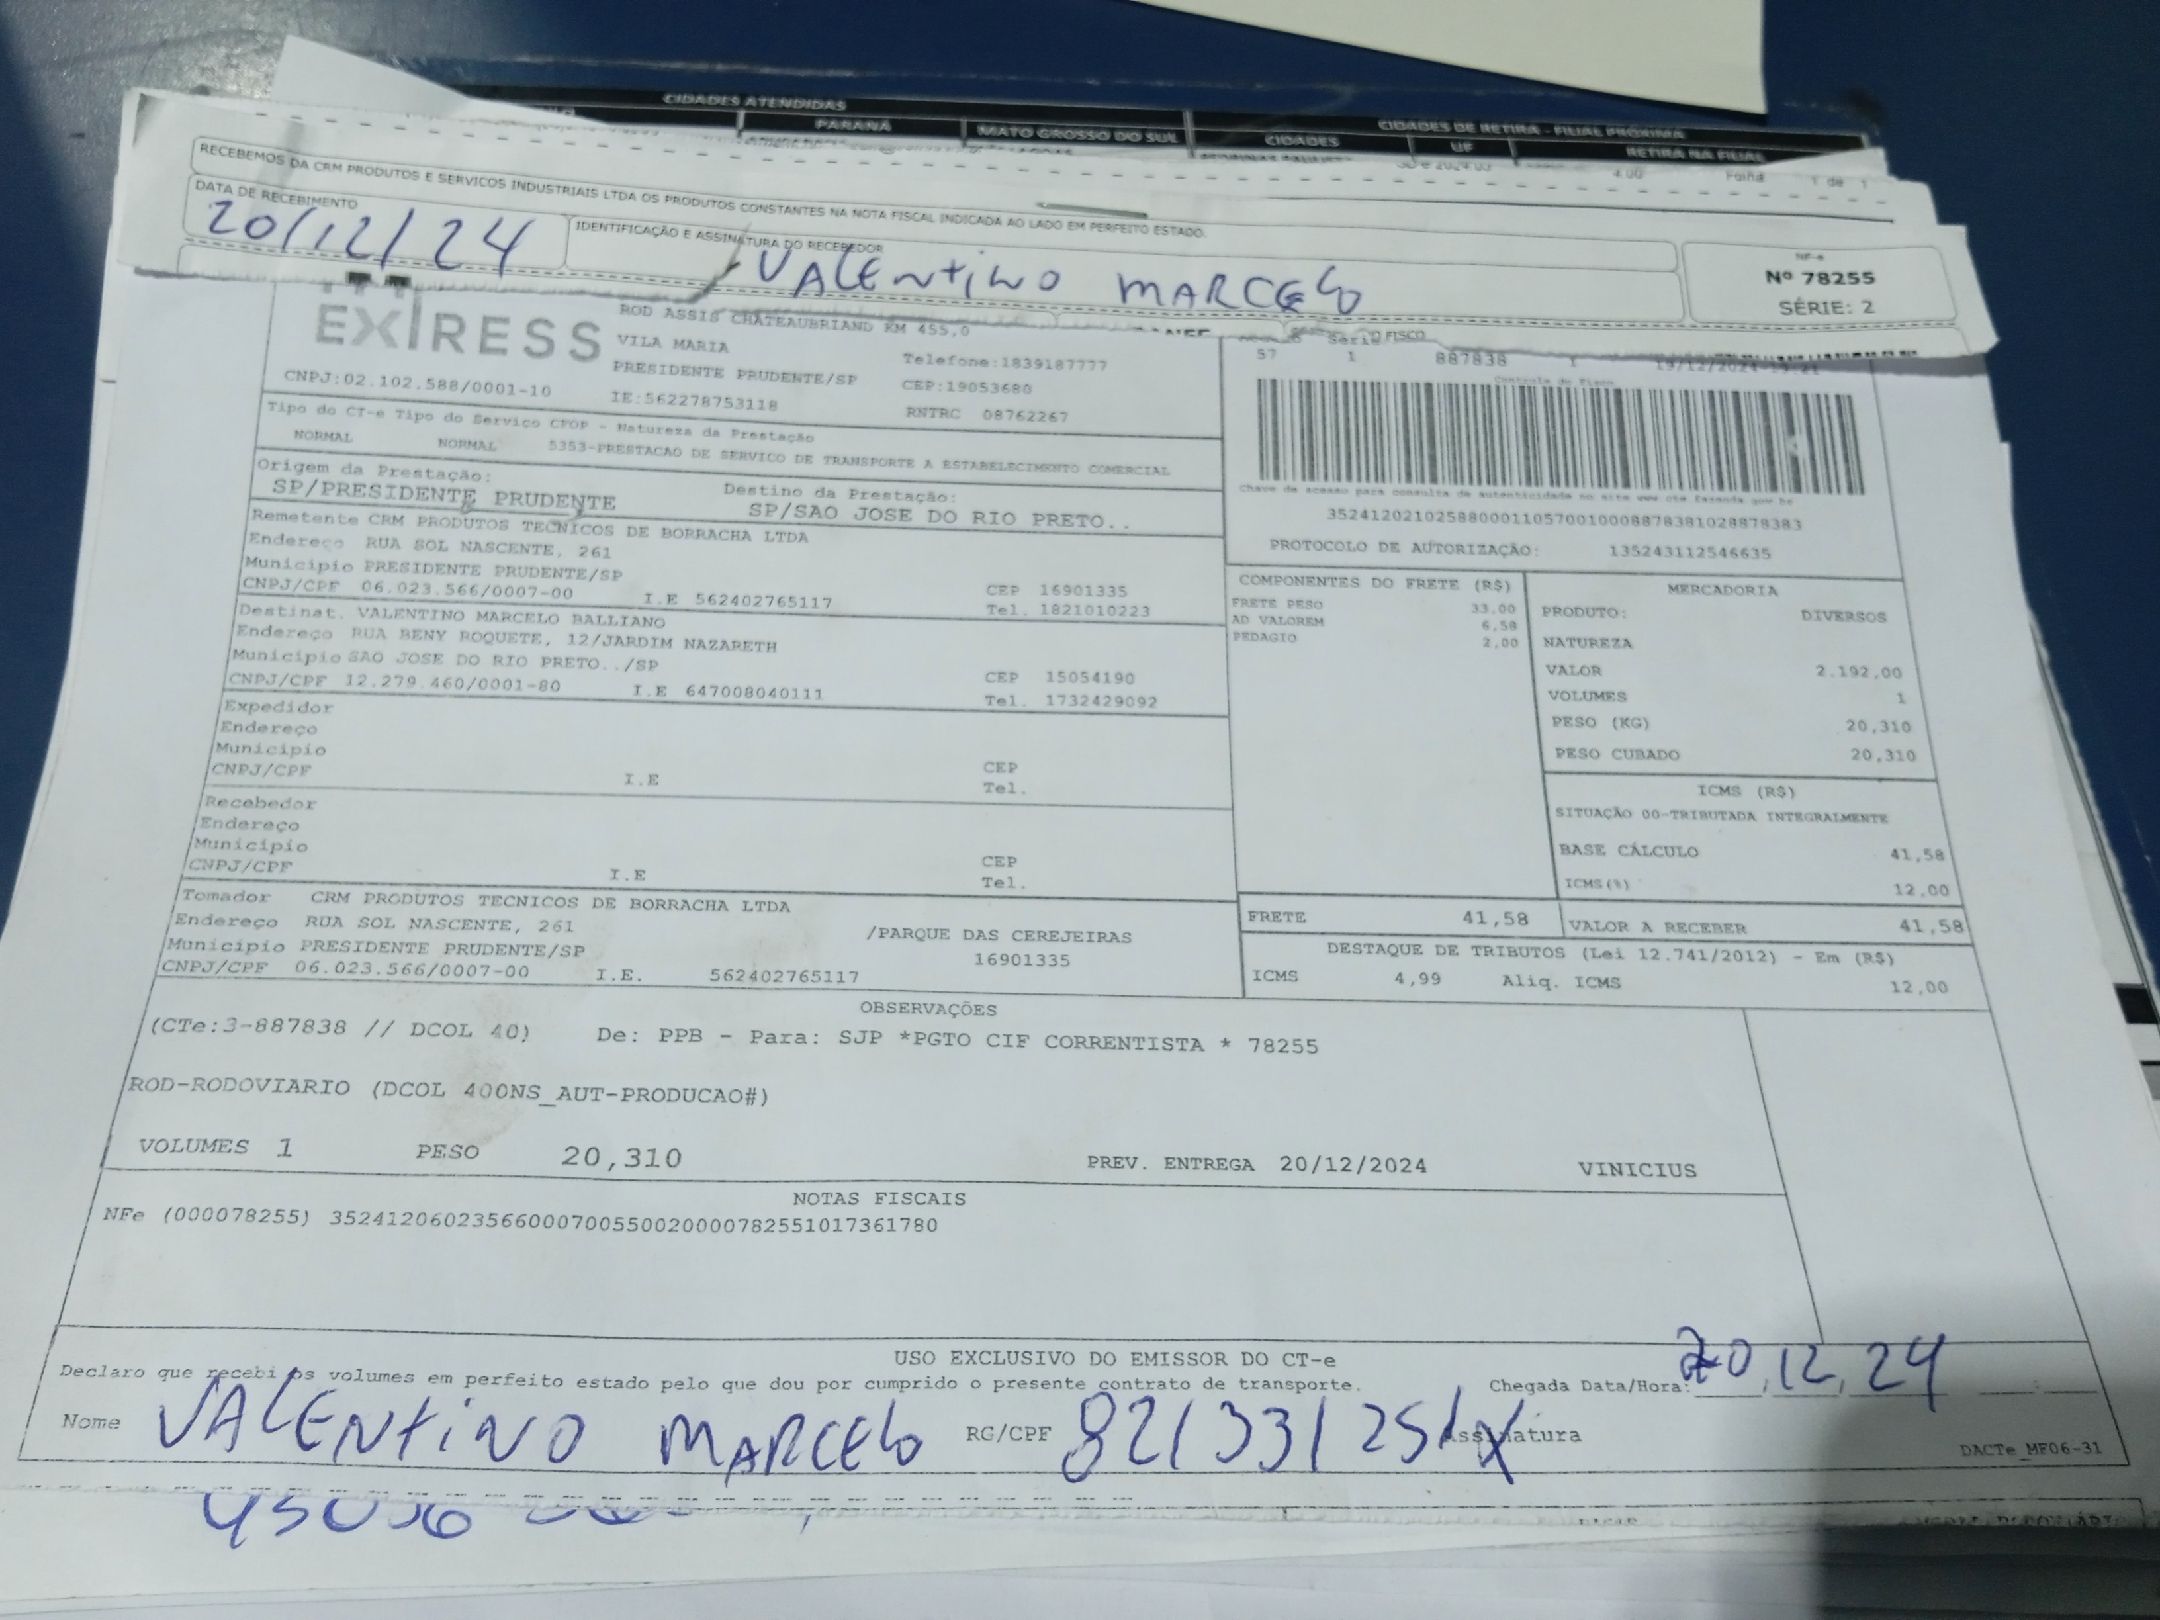 CIDADES ATENDIDAS
PARANÁ MATO GROSSO DO SUL CIDADES DE RETIRA - FILIAL PRÓXIMA
CIDADES UF RETIRA NA FILIAL
4.00 Folha 1 de 1
RECEBEMOS DA CRM PRODUTOS E SERVICOS INDUSTRIAIS LTDA OS PRODUTOS CONSTANTES NA NOTA FISCAL INDICADA AO LADO EM PERFEITO ESTADO.
DATA DE RECEBIMENTO
20/12/24
IDENTIFICAÇÃO E ASSINATURA DO RECEBEDOR
VALENTINO MARCELO
NF-e
Nº 78255
SÉRIE: 2
EXPRESS
ROD ASSIS CHATEAUBRIAND KM 455,0
VILA MARIA Telefone:1839187777
PRESIDENTE PRUDENTE/SP CEP:19053680
CNPJ:02.102.588/0001-10 IE:562278753118 RNTRC 08762267
57 1 887838 1
Controle do Fisco
Tipo do CT-e Tipo do Serviço CFOP - Natureza da Prestação
NORMAL NORMAL 5353-PRESTACAO DE SERVICO DE TRANSPORTE A ESTABELECIMENTO COMERCIAL
Chave de acesso para consulta de autenticidade no site www.cte.fazenda.gov.br
35241202102588000110570010008878381028878383
PROTOCOLO DE AUTORIZAÇÃO: 135243112546635
Origem da Prestação: Destino da Prestação:
SP/PRESIDENTE PRUDENTE SP/SAO JOSE DO RIO PRETO..
Remetente CRM PRODUTOS TECNICOS DE BORRACHA LTDA
Endereço RUA SOL NASCENTE, 261
Município PRESIDENTE PRUDENTE/SP CEP 16901335
CNPJ/CPF 06.023.566/0007-00 I.E 562402765117 Tel. 1821010223
Destinat. VALENTINO MARCELO BALLIANO
Endereço RUA BENY ROQUETE, 12/JARDIM NAZARETH
Município SAO JOSE DO RIO PRETO../SP CEP 15054190
CNPJ/CPF 12.279.460/0001-80 I.E 647008040111 Tel. 1732429092
Expedidor
Endereço
Município CEP
CNPJ/CPF I.E Tel.
Recebedor
Endereço
Município CEP
CNPJ/CPF I.E Tel.
Tomador CRM PRODUTOS TECNICOS DE BORRACHA LTDA
Endereço RUA SOL NASCENTE, 261 /PARQUE DAS CEREJEIRAS
Município PRESIDENTE PRUDENTE/SP 16901335
CNPJ/CPF 06.023.566/0007-00 I.E. 562402765117
COMPONENTES DO FRETE (R$)
FRETE PESO 33,00
AD VALOREM 6,58
PEDAGIO 2,00
MERCADORIA
PRODUTO: DIVERSOS
NATUREZA
VALOR 2.192,00
VOLUMES 1
PESO (KG) 20,310
PESO CUBADO 20,310
ICMS (R$)
SITUAÇÃO 00-TRIBUTADA INTEGRALMENTE
BASE CÁLCULO 41,58
ICMS(%) 12,00
FRETE 41,58 VALOR A RECEBER 41,58
DESTAQUE DE TRIBUTOS (Lei 12.741/2012) - Em (R$)
ICMS 4,99 Aliq. ICMS 12,00
OBSERVAÇÕES
(CTe:3-887838 // DCOL 40) De: PPB - Para: SJP *PGTO CIF CORRENTISTA * 78255
ROD-RODOVIARIO (DCOL 400NS_AUT-PRODUCAO#)
VOLUMES 1 PESO 20,310 PREV. ENTREGA 20/12/2024 VINICIUS
NOTAS FISCAIS
NFe (000078255) 35241206023566000700550020000782551017361780
USO EXCLUSIVO DO EMISSOR DO CT-e
Declaro que recebi os volumes em perfeito estado pelo que dou por cumprido o presente contrato de transporte. Chegada Data/Hora: 20,12,24
Nome VALENTINO MARCELO RG/CPF Assinatura
DACTe_MF06-31